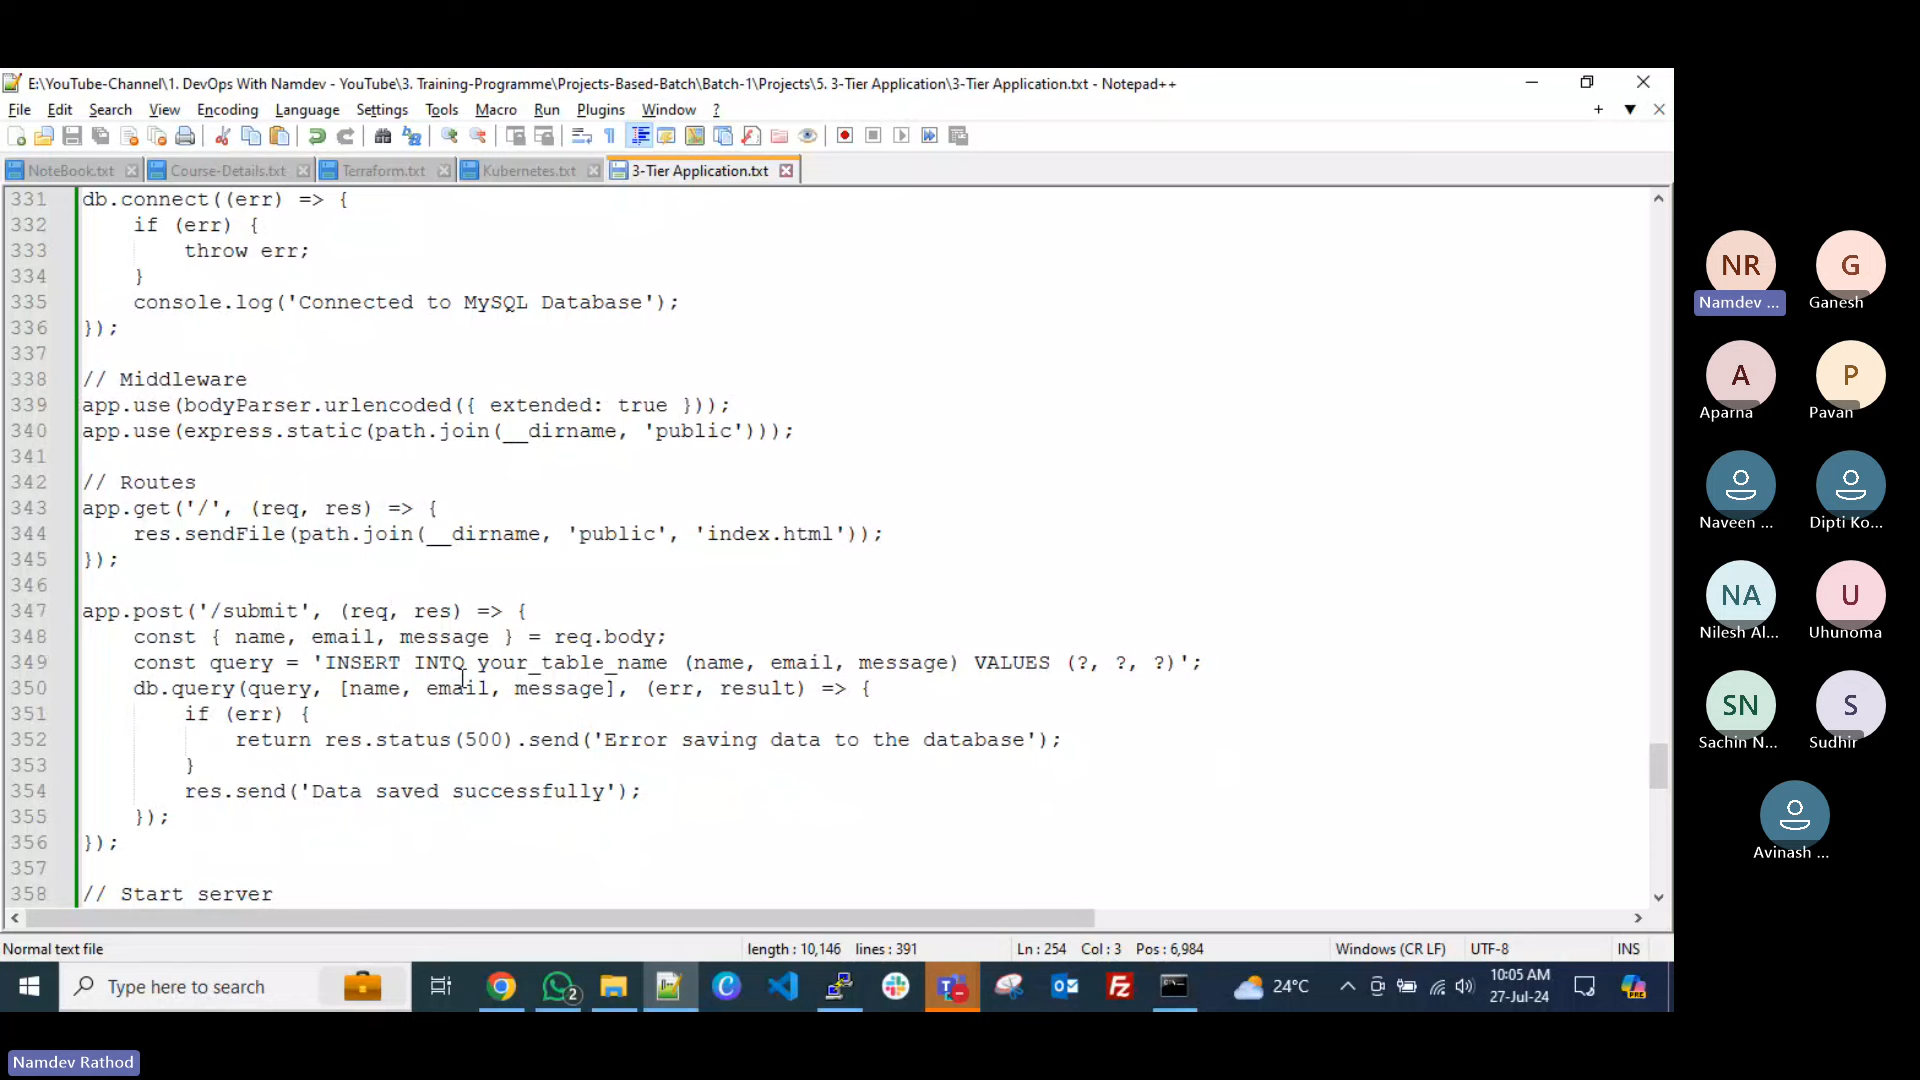 E:\YouTube-Channel\1. DevOps With Namdev - YouTube\3. Training-Programme\Projects-Based-Batch\Batch-1\Projects\5. 3-Tier Application\3-Tier Application.txt - Notepad++
File Edit Search View Encoding Language Settings Tools Macro Run Plugins Window ?
NoteBook.txt Course-Details.txt Terraform.txt Kubernetes.txt 3-Tier Application.txt
331 db.connect((err) => {
332     if (err) {
333         throw err;
334     }
335     console.log('Connected to MySQL Database');
336 });
337
338 // Middleware
339 app.use(bodyParser.urlencoded({ extended: true }));
340 app.use(express.static(path.join(__dirname, 'public')));
341
342 // Routes
343 app.get('/', (req, res) => {
344     res.sendFile(path.join(__dirname, 'public', 'index.html'));
345 });
346
347 app.post('/submit', (req, res) => {
348     const { name, email, message } = req.body;
349     const query = 'INSERT INTO your_table_name (name, email, message) VALUES (?, ?, ?)';
350     db.query(query, [name, email, message], (err, result) => {
351         if (err) {
352             return res.status(500).send('Error saving data to the database');
353         }
354         res.send('Data saved successfully');
355     });
356 });
357
358 // Start server
Normal text file length : 10,146 lines : 391 Ln : 254 Col : 3 Pos : 6,984 Windows (CR LF) UTF-8 INS
Type here to search 2 24°C 10:05 AM
27-Jul-24
NR G
Namdev ... Ganesh
A P
Aparna Pavan
Naveen ... Dipti Ko...
NA U
Nilesh Al... Uhunoma
SN S
Sachin N... Sudhir
Avinash ...
Namdev Rathod